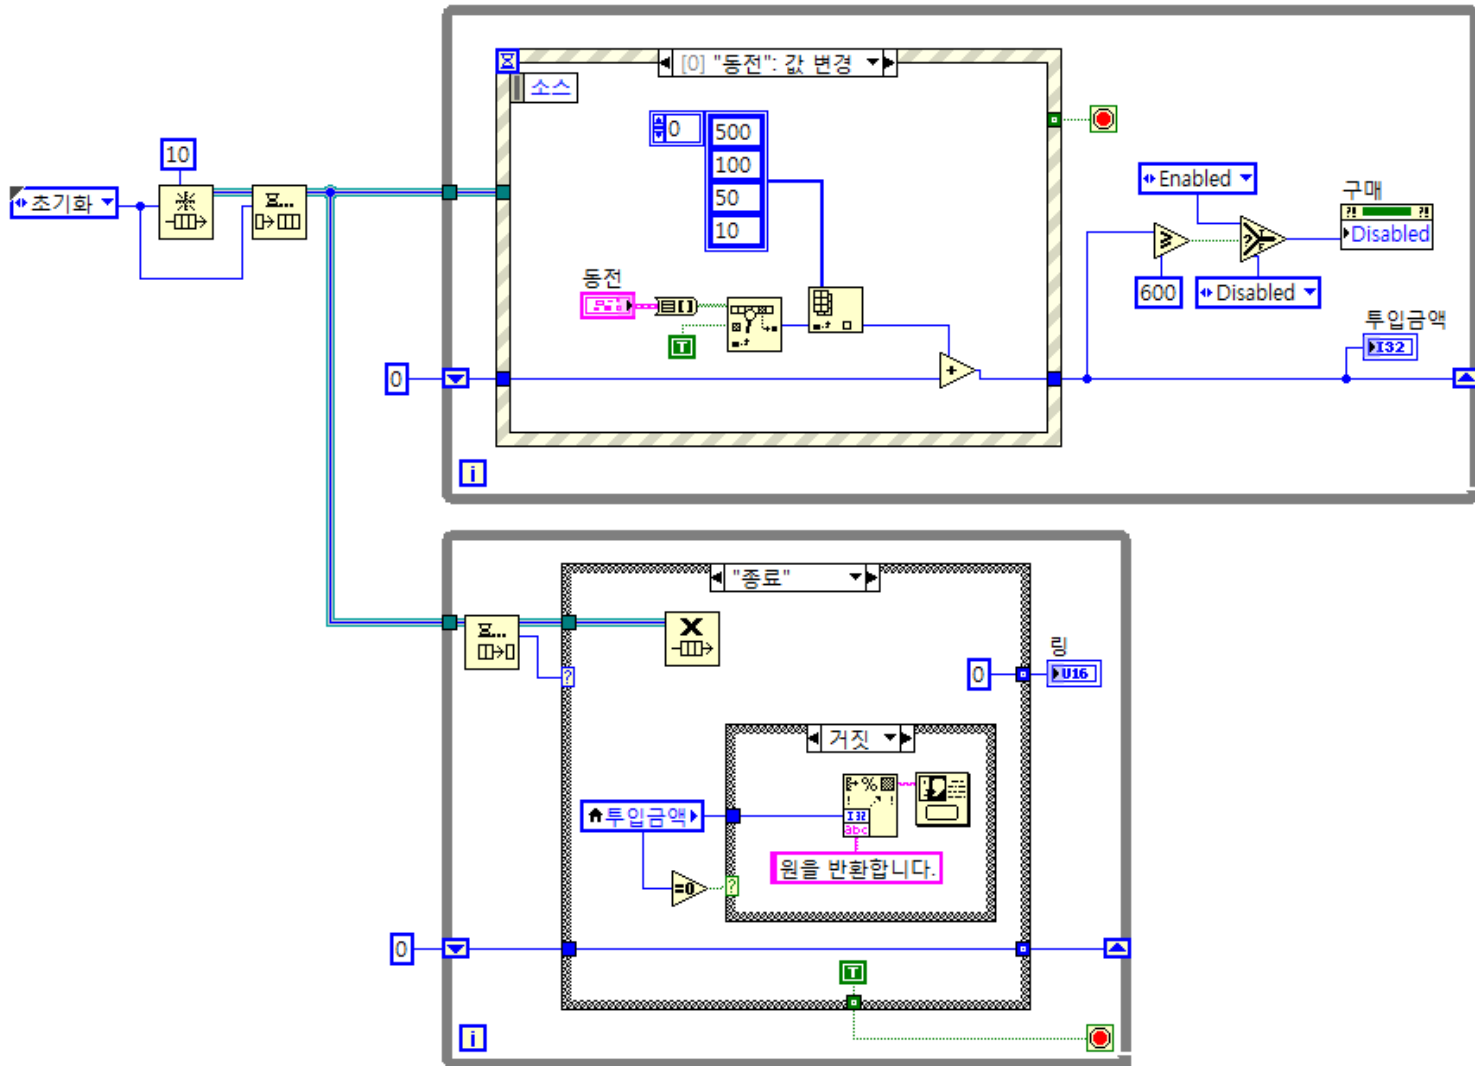 [0] "동전": 값 변경
소스
10
초기화
0
500
100
50
10
동전
T
0
i
Enabled
구매
Disabled
600
Disabled
투입금액
I32
"종료"
링
0
U16
거짓
투입금액
I32
abc
원을 반환합니다.
=0
0
T
i